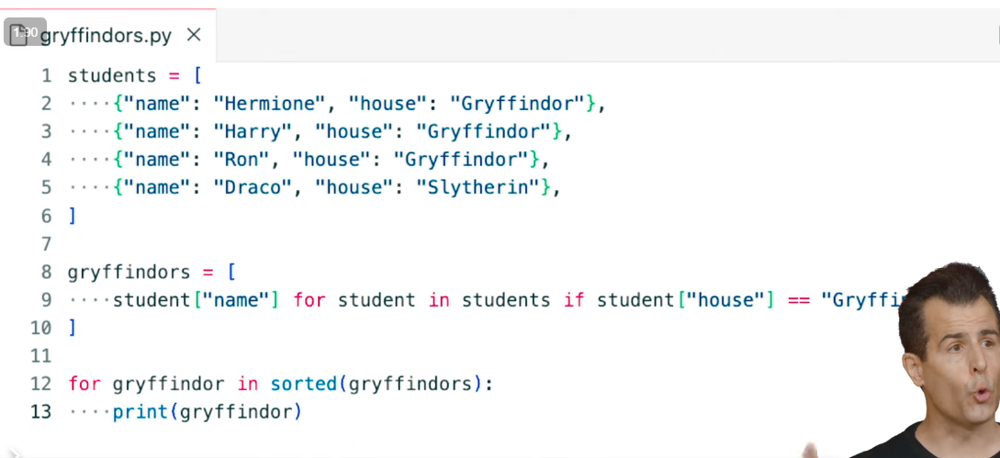 1.90 gryffindors.py ×
1 students = [
2 ····{"name": "Hermione", "house": "Gryffindor"},
3 ····{"name": "Harry", "house": "Gryffindor"},
4 ····{"name": "Ron", "house": "Gryffindor"},
5 ····{"name": "Draco", "house": "Slytherin"},
6 ]
7
8 gryffindors = [
9 ····student["name"] for student in students if student["house"] == "Gryffi
10 ]
11
12 for gryffindor in sorted(gryffindors):
13 ····print(gryffindor)